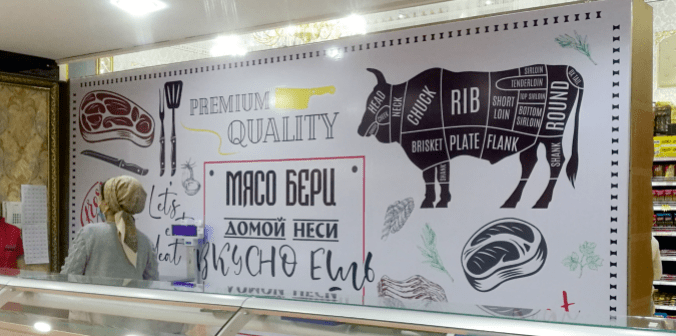 PREMIUM
QUALITY
МЯСО БЕРИ
ДОМОЙ НЕСИ
ВКУСНО ЕШЬ
Let's
eat
HEAD
NECK
CHUCK
RIB
SHORT
LOIN
SIRLOIN
TENDERLOIN
TOP SIRLOIN
BOTTOM
SIRLOIN
ROUND
BRISKET
PLATE
FLANK
SHANK
SHANK